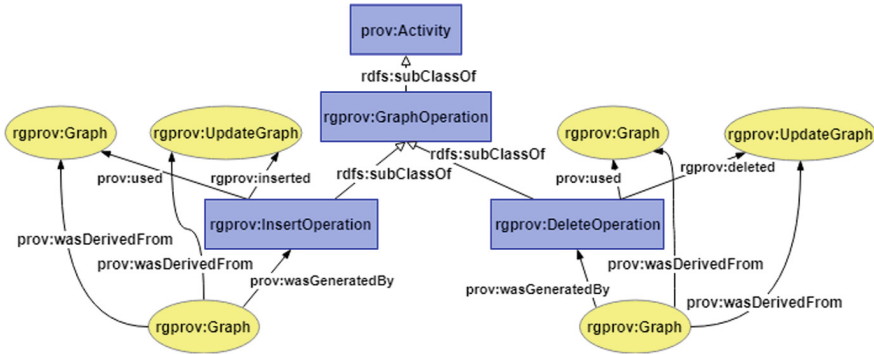 prov:Activity
rdfs:subClassOf
rgprov:GraphOperation
rgprov:Graph
rgprov:UpdateGraph
rgprov:Graph
rgprov:UpdateGraph
rdfs:subClassOf
rdfs:subClassOf
prov:used
rgprov:inserted
prov:used
rgprov:deleted
rgprov:InsertOperation
rgprov:DeleteOperation
prov:wasDerivedFrom
prov:wasDerivedFrom
prov:wasDerivedFrom
prov:wasGeneratedBy
prov:wasGeneratedBy
prov:wasDerivedFrom
rgprov:Graph
rgprov:Graph